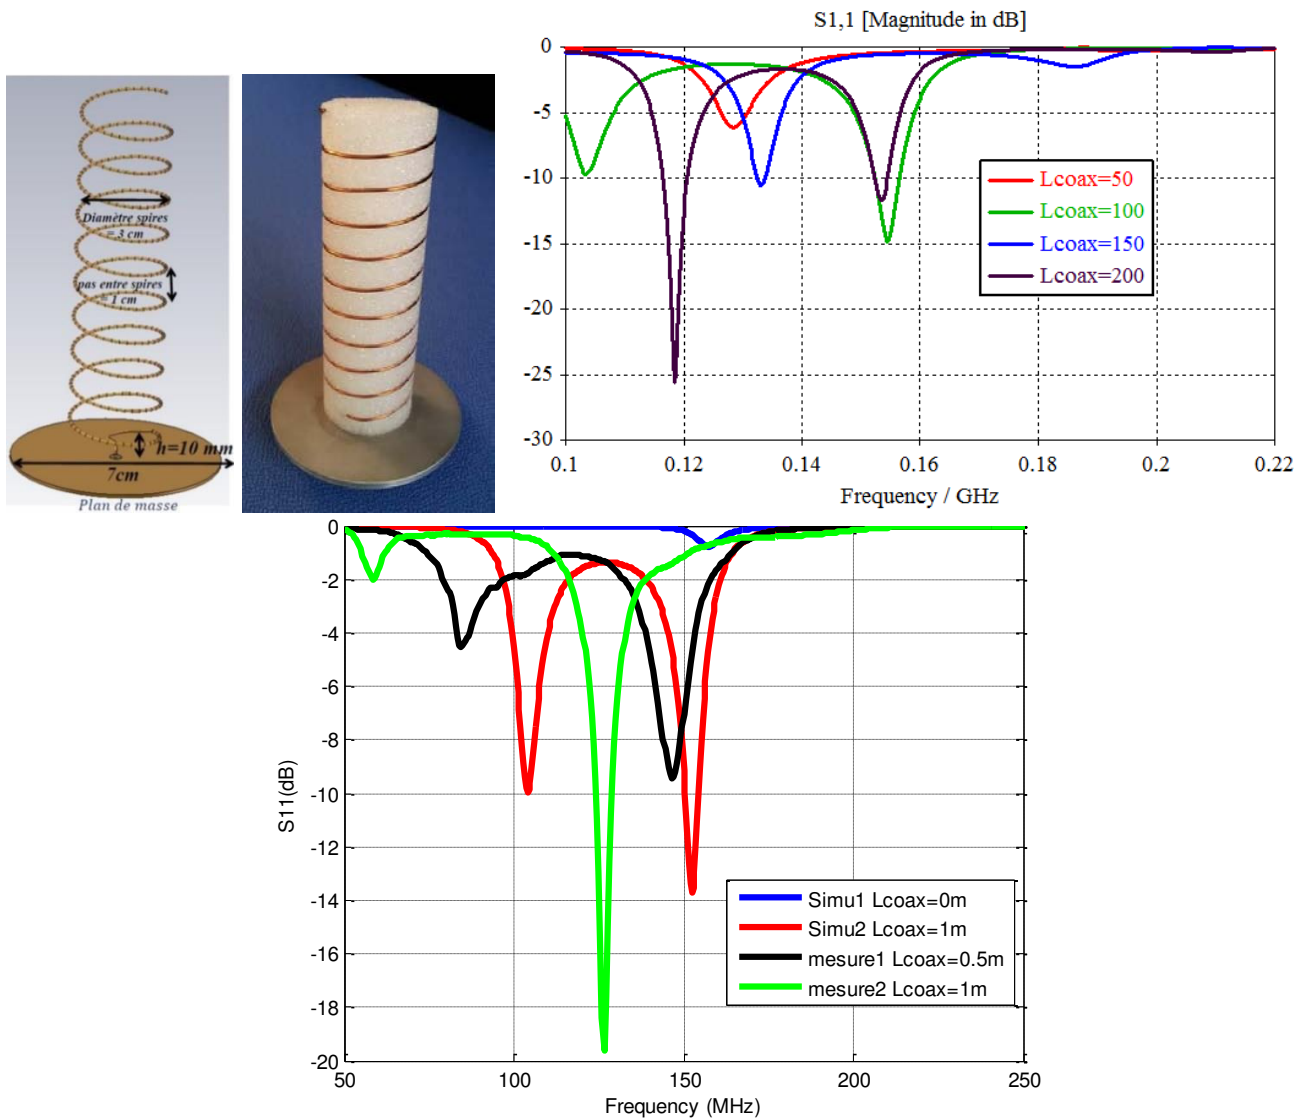 Diamètre spires
= 3 cm
pas entre spires
= 1 cm
h=10 mm
7cm
Plan de masse
S1,1 [Magnitude in dB]
0
-5
-10
-15
-20
-25
-30
0.1 0.12 0.14 0.16 0.18 0.2 0.22
Frequency / GHz
Lcoax=50
Lcoax=100
Lcoax=150
Lcoax=200
0
-2
-4
-6
-8
-10
-12
-14
-16
-18
-20
S11(dB)
50 100 150 200 250
Frequency (MHz)
Simu1 Lcoax=0m
Simu2 Lcoax=1m
mesure1 Lcoax=0.5m
mesure2 Lcoax=1m